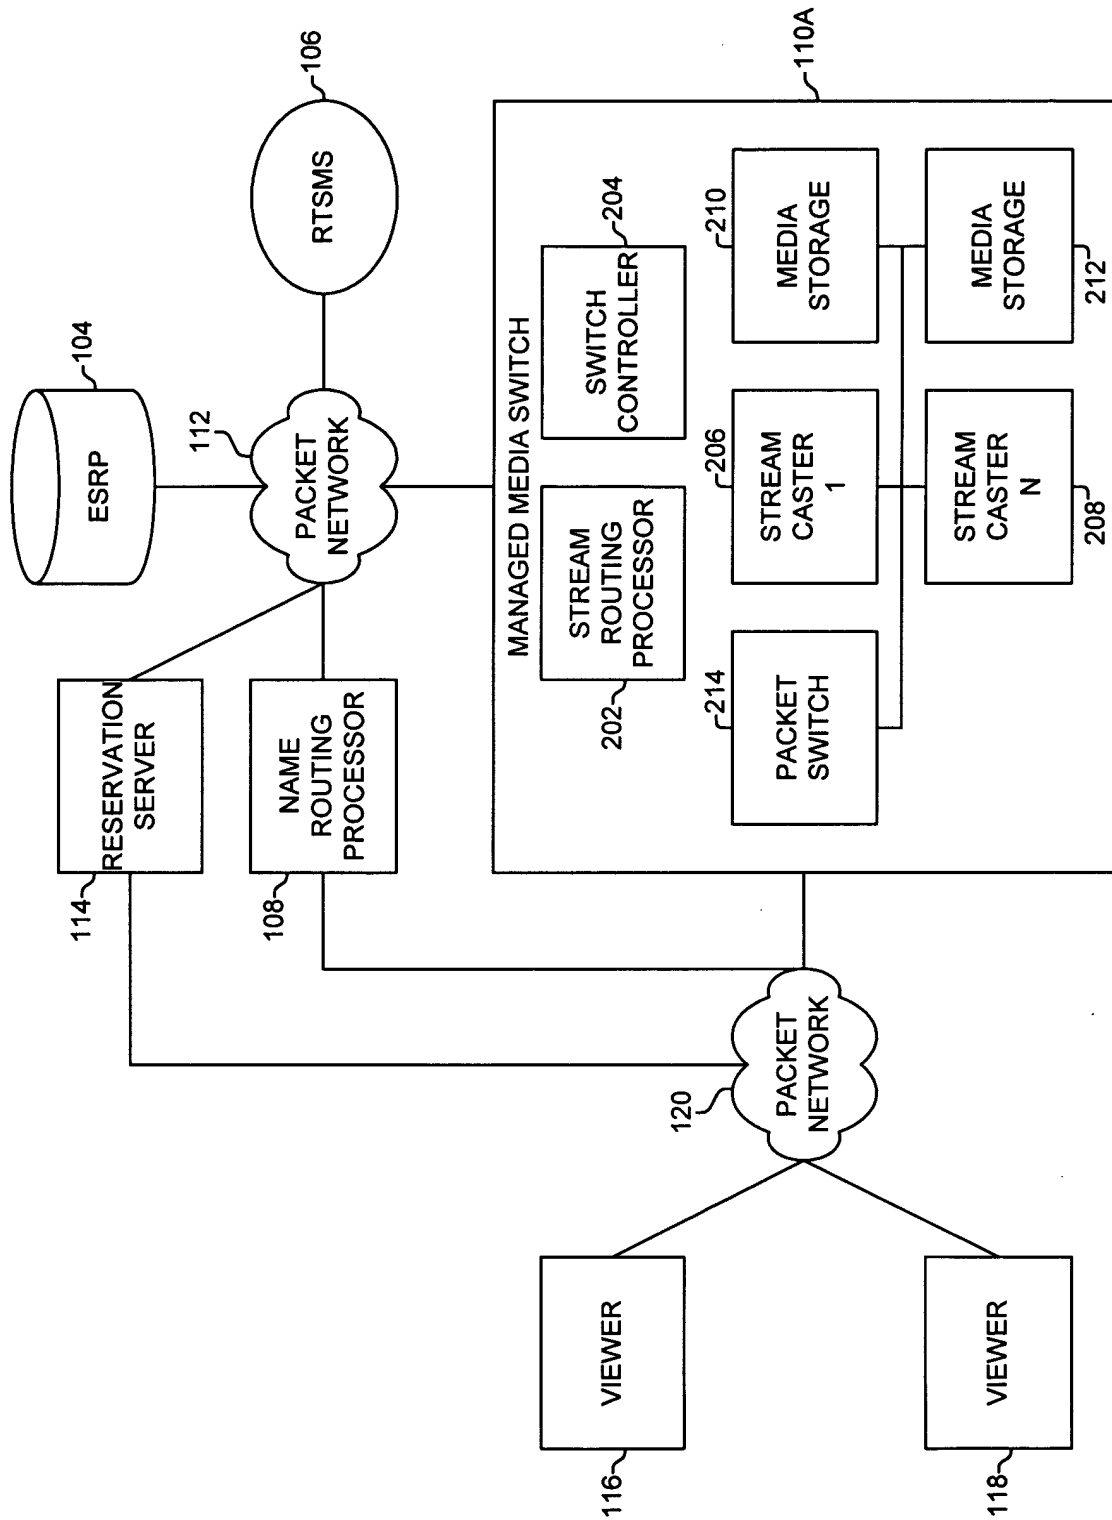 114
RESERVATION
SERVER
104
ESRP
112
PACKET
NETWORK
106
RTSMS
108
NAME
ROUTING
PROCESSOR
110A
MANAGED MEDIA SWITCH
202
STREAM
ROUTING
PROCESSOR
204
SWITCH
CONTROLLER
214
PACKET
SWITCH
206
STREAM
CASTER
1
210
MEDIA
STORAGE
208
STREAM
CASTER
N
212
MEDIA
STORAGE
120
PACKET
NETWORK
116
VIEWER
118
VIEWER